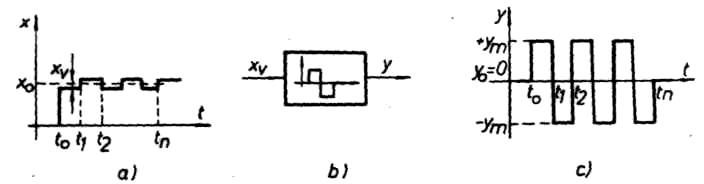 x
xᵥ
x₀
t₀ t₁ t₂ tₙ
t
a)
xᵥ
y
b)
y
+yₘ
y₀=0
t₀ t₁ t₂ tₙ
t
-yₘ
c)